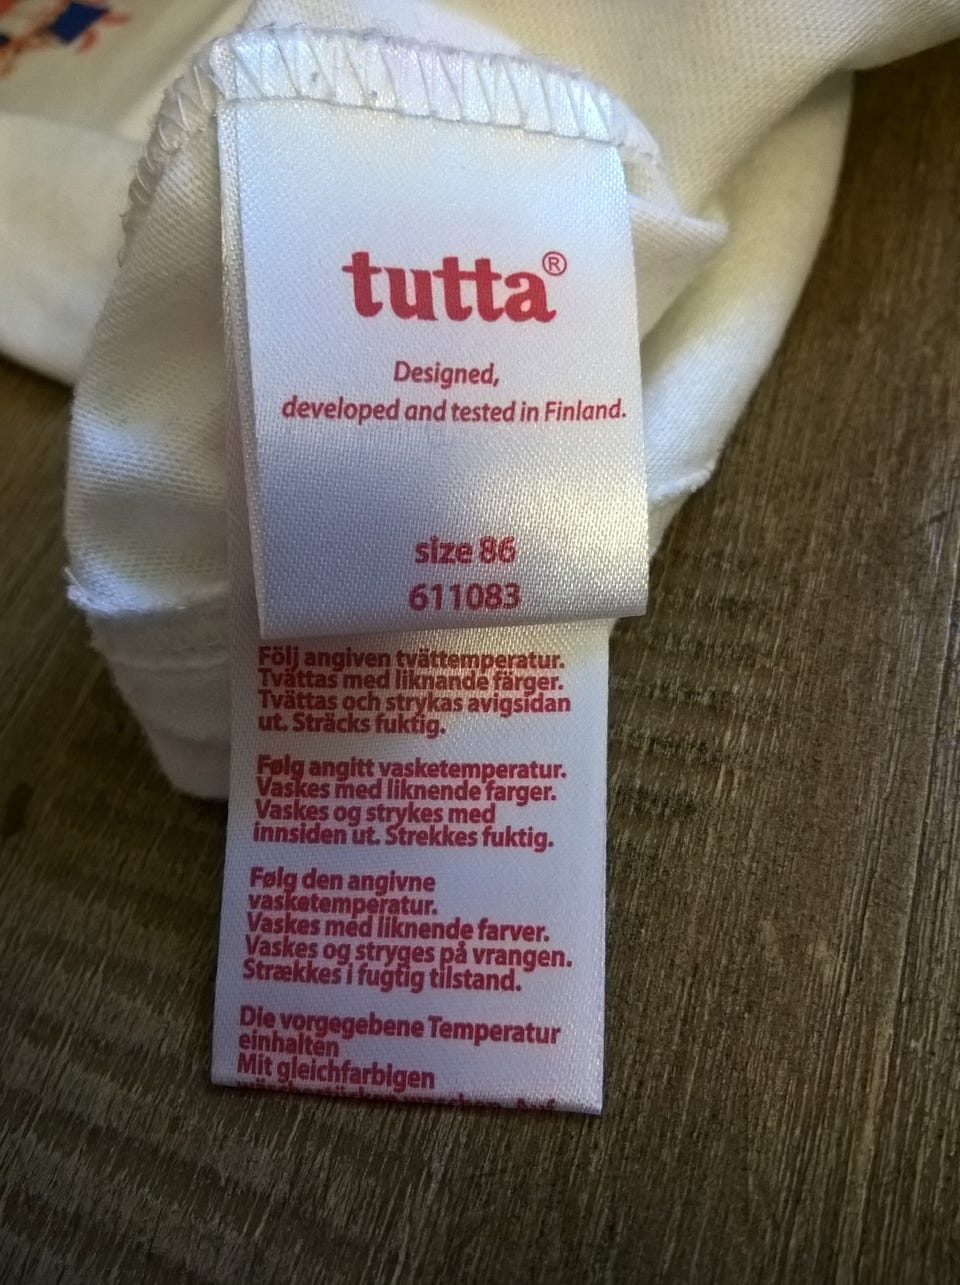 tutta®
Designed,
developed and tested in Finland.
size 86
611083
Följ angiven tvättemperatur.
Tvättas med liknande färger.
Tvättas och strykas avigsidan
ut. Sträcks fuktig.
Følg angitt vasketemperatur.
Vaskes med liknende farger.
Vaskes og strykes med
innsiden ut. Strekkes fuktig.
Følg den angivne
vasketemperatur.
Vaskes med liknende farver.
Vaskes og stryges på vrangen.
Strækkes i fugtig tilstand.
Die vorgegebene Temperatur
einhalten
Mit gleichfarbigen